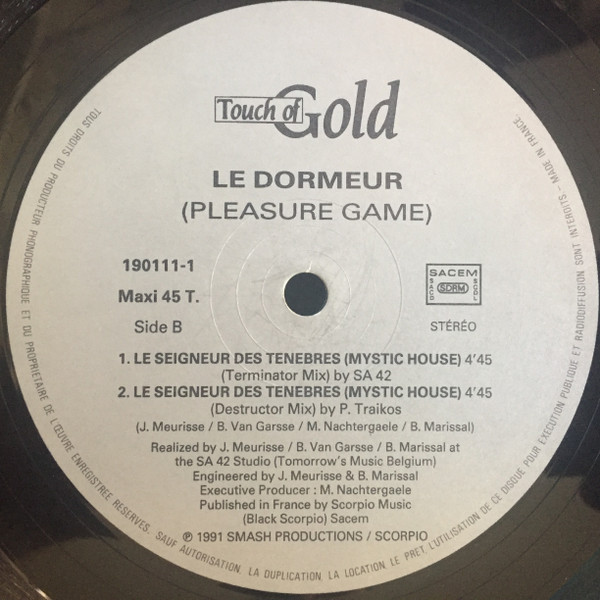 Touch of Gold
LE DORMEUR
(PLEASURE GAME)
190111-1
Maxi 45 T.
Side B
SACEM
SACD
SDRM
SGDL
STÉRÉO
1. LE SEIGNEUR DES TENEBRES (MYSTIC HOUSE) 4'45
(Terminator Mix) by SA 42
2. LE SEIGNEUR DES TENEBRES (MYSTIC HOUSE) 4'45
(Destructor Mix) by P. Traikos
(J. Meurisse / B. Van Garsse / M. Nachtergaele / B. Marissal)
Realized by J. Meurisse / B. Van Garsse / B. Marissal at
the SA 42 Studio (Tomorrow's Music Belgium)
Engineered by J. Meurisse & B. Marissal
Executive Producer : M. Nachtergaele
Published in France by Scorpio Music
(Black Scorpio) Sacem
℗ 1991 SMASH PRODUCTIONS / SCORPIO
TOUS DROITS DU PRODUCTEUR PHONOGRAPHIQUE ET DU PROPRIETAIRE DE L'ŒUVRE ENREGISTREE RESERVES. SAUF AUTORISATION, LA DUPLICATION, LA LOCATION, LE PRET, L'UTILISATION DE CE DISQUE POUR EXECUTION PUBLIQUE ET RADIODIFFUSION SONT INTERDITS - MADE IN FRANCE